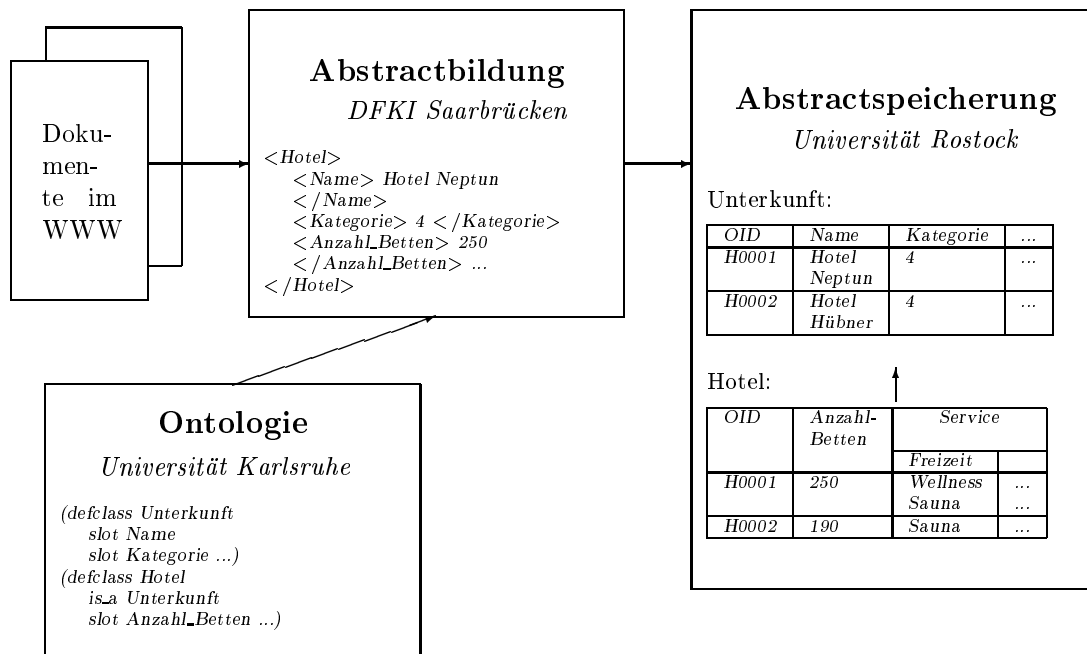 Doku-
men-
te im
WWW
Abstractbildung
DFKI Saarbrücken
<Hotel>
<Name> Hotel Neptun
</Name>
<Kategorie> 4 </Kategorie>
<Anzahl_Betten> 250
</Anzahl_Betten> ...
</Hotel>
Ontologie
Universität Karlsruhe
(defclass Unterkunft
slot Name
slot Kategorie ...)
(defclass Hotel
is_a Unterkunft
slot Anzahl_Betten ...)
Abstractspeicherung
Universität Rostock
Unterkunft:
OID Name Kategorie ...
H0001 Hotel 4 ...
Neptun
H0002 Hotel 4 ...
Hübner
Hotel:
OID Anzahl- Service
Betten
Freizeit
H0001 250 Wellness ...
Sauna ...
H0002 190 Sauna ...